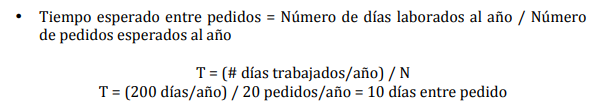 • Tiempo esperado entre pedidos = Número de días laborados al año / Número
de pedidos esperados al año
T = (# días trabajados/año) / N
T = (200 días/año) / 20 pedidos/año = 10 días entre pedido